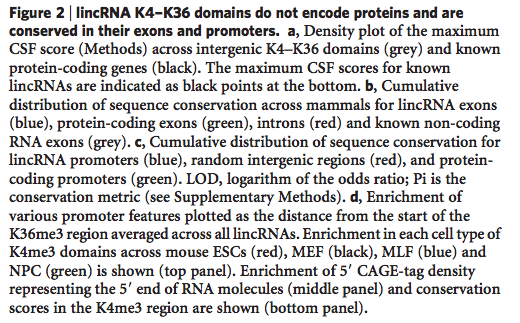 Figure 2 | lincRNA K4–K36 domains do not encode proteins and are
conserved in their exons and promoters. a, Density plot of the maximum
CSF score (Methods) across intergenic K4–K36 domains (grey) and known
protein-coding genes (black). The maximum CSF scores for known
lincRNAs are indicated as black points at the bottom. b, Cumulative
distribution of sequence conservation across mammals for lincRNA exons
(blue), protein-coding exons (green), introns (red) and known non-coding
RNA exons (grey). c, Cumulative distribution of sequence conservation for
lincRNA promoters (blue), random intergenic regions (red), and protein-
coding promoters (green). LOD, logarithm of the odds ratio; Pi is the
conservation metric (see Supplementary Methods). d, Enrichment of
various promoter features plotted as the distance from the start of the
K36me3 region averaged across all lincRNAs. Enrichment in each cell type of
K4me3 domains across mouse ESCs (red), MEF (black), MLF (blue) and
NPC (green) is shown (top panel). Enrichment of 5′ CAGE-tag density
representing the 5′ end of RNA molecules (middle panel) and conservation
scores in the K4me3 region are shown (bottom panel).